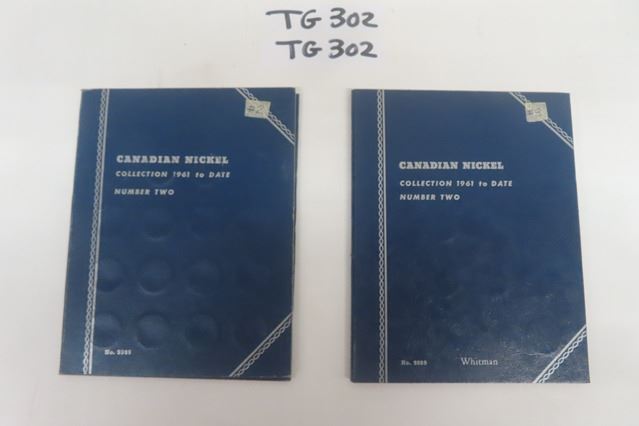 TG 302
TG 302
CANADIAN NICKEL
COLLECTION 1961 to DATE
NUMBER TWO
CANADIAN NICKEL
COLLECTION 1961 to DATE
NUMBER TWO
Whitman